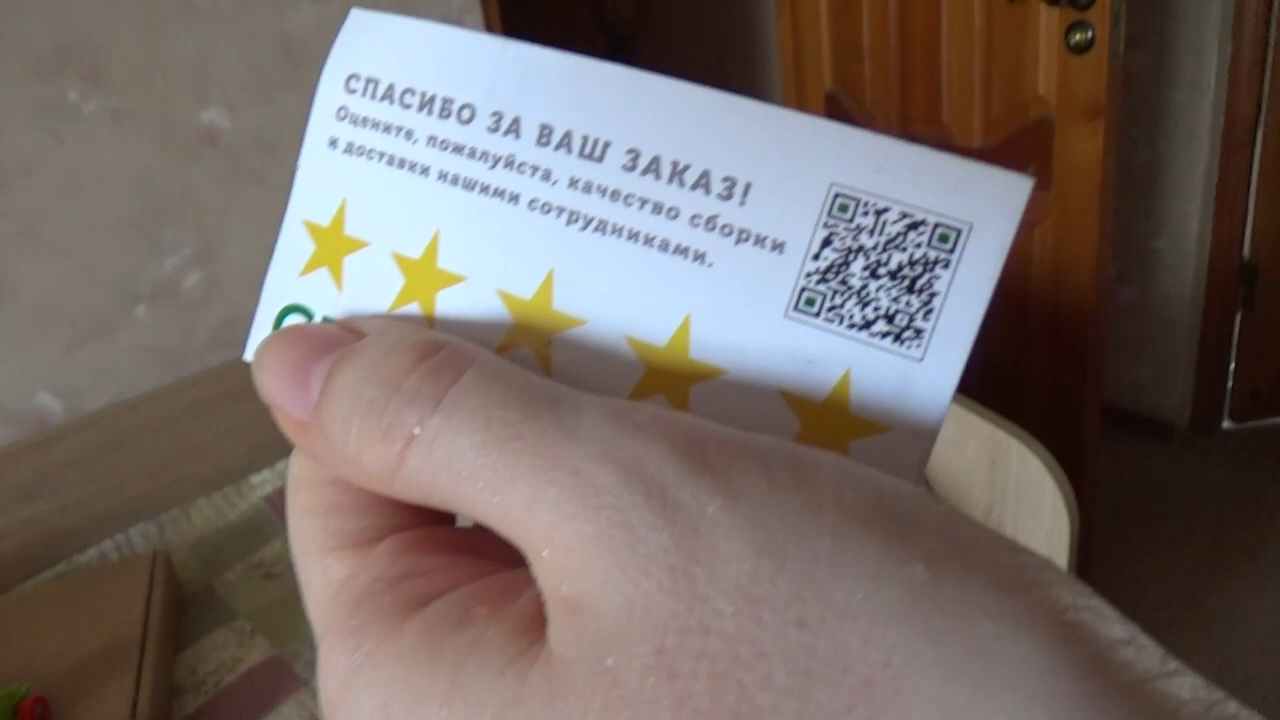 СПАСИБО ЗА ВАШ ЗАКАЗ!
Оцените, пожалуйста, качество сборки
и доставки нашими сотрудниками.